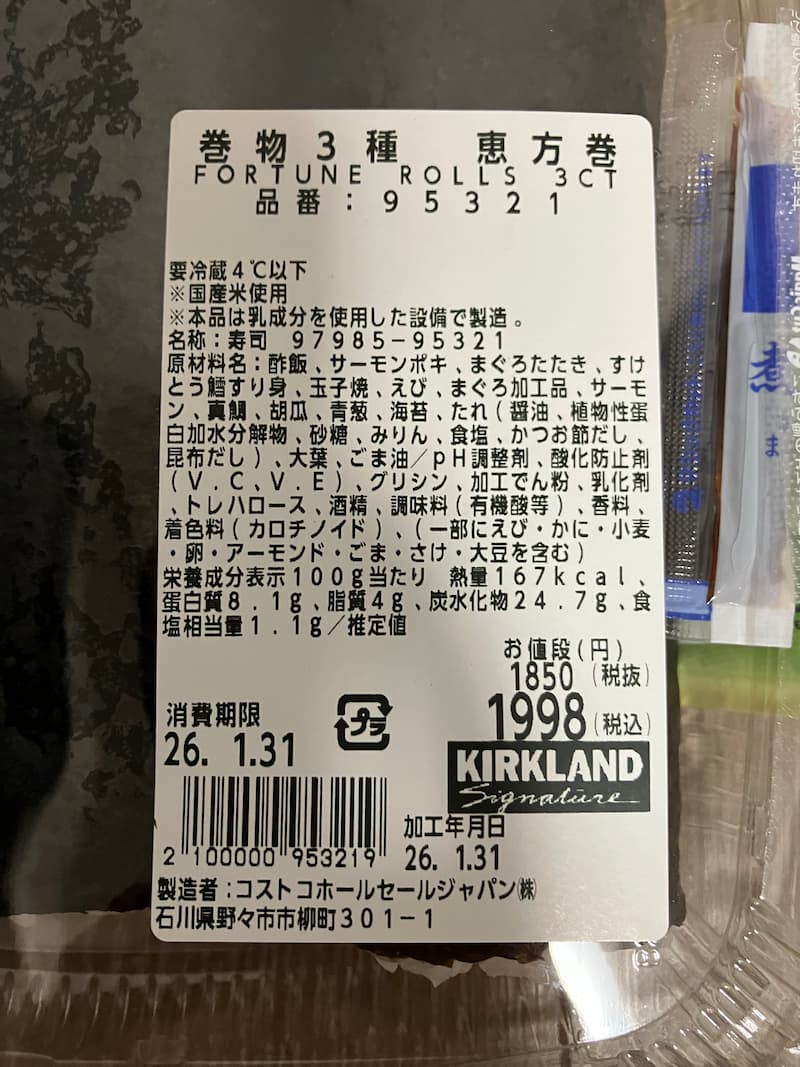 巻物3種 恵方巻
FORTUNE ROLLS 3CT
品番：95321
要冷蔵4℃以下
※国産米使用
※本品は乳成分を使用した設備で製造。
名称：寿司 97985-95321
原材料名：酢飯、サーモンポキ、まぐろたたき、すけ
とう鱈すり身、玉子焼、えび、まぐろ加工品、サーモ
ン、真鯛、胡瓜、青葱、海苔、たれ(醤油、植物性蛋
白加水分解物、砂糖、みりん、食塩、かつお節だし、
昆布だし)、大葉、ごま油／pH調整剤、酸化防止剤
(V.C、V.E)、グリシン、加工でん粉、乳化剤
、トレハロース、酒精、調味料(有機酸等)、香料、
着色料(カロチノイド)、(一部にえび・かに・小麦
・卵・アーモンド・ごま・さけ・大豆を含む)
栄養成分表示100g当たり 熱量167kcal、
蛋白質8.1g、脂質4g、炭水化物24.7g、食
塩相当量1.1g／推定値
お値段(円)
1850 (税抜)
1998 (税込)
消費期限
26. 1.31
プラ
KIRKLAND
Signature
加工年月日
26. 1.31
2 100000 953219
製造者：コストコホールセールジャパン㈱
石川県野々市市柳町301-1
煮